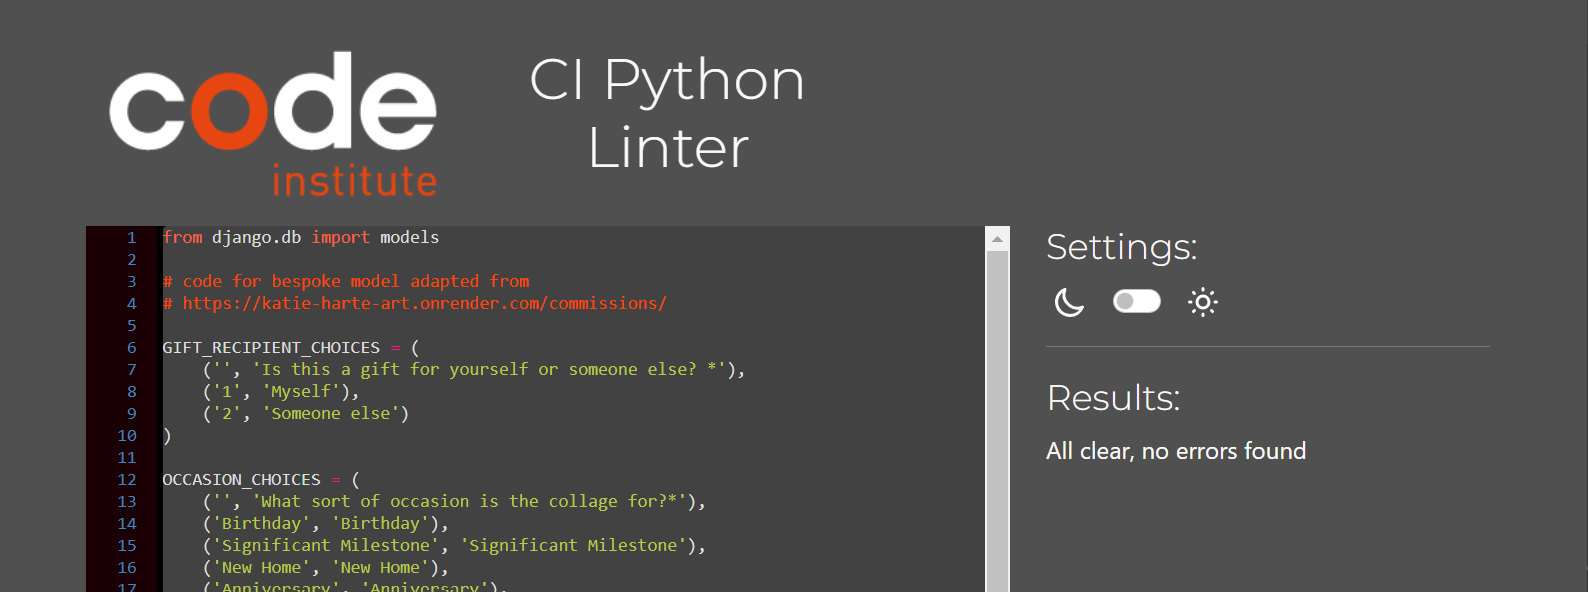 code
institute
CI Python
Linter
1 from django.db import models
2
3 # code for bespoke model adapted from
4 # https://katie-harte-art.onrender.com/commissions/
5
6 GIFT_RECIPIENT_CHOICES = (
7 ('', 'Is this a gift for yourself or someone else? *'),
8 ('1', 'Myself'),
9 ('2', 'Someone else')
10 )
11
12 OCCASION_CHOICES = (
13 ('', 'What sort of occasion is the collage for?*'),
14 ('Birthday', 'Birthday'),
15 ('Significant Milestone', 'Significant Milestone'),
16 ('New Home', 'New Home'),
17 ('Anniversary', 'Anniversary'),
Settings:
Results:
All clear, no errors found